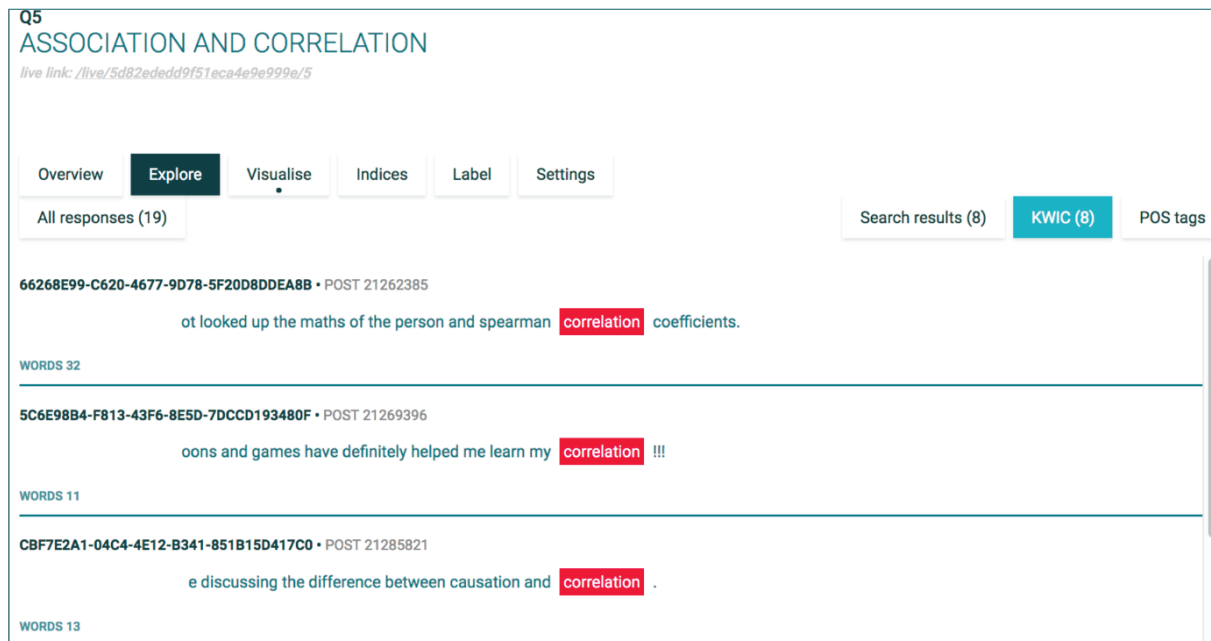 Q5
ASSOCIATION AND CORRELATION
live link: /live/5d82ededd9f51eca4e9e999e/5
Overview Explore Visualise Indices Label Settings
All responses (19) Search results (8) KWIC (8) POS tags
66268E99-C620-4677-9D78-5F20D8DDEA8B • POST 21262385
ot looked up the maths of the person and spearman correlation coefficients.
WORDS 32
5C6E98B4-F813-43F6-8E5D-7DCCD193480F • POST 21269396
oons and games have definitely helped me learn my correlation !!!
WORDS 11
CBF7E2A1-04C4-4E12-B341-851B15D417C0 • POST 21285821
e discussing the difference between causation and correlation .
WORDS 13